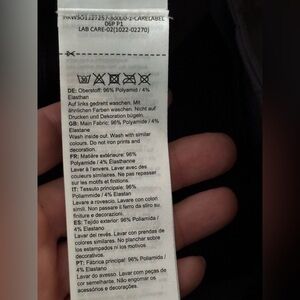 D6P P1
LAB CARE-02(1022-02270)
DE: Oberstoff: 96% Polyamid / 4%
Elasthan
Auf links gedreht waschen. Mit
ähnlichen Farben waschen. Nicht auf
Drucken und Dekoration bügeln.
GB: Main Fabric: 96% Polyamide / 4%
Elastane
Wash inside out. Wash with similar
colours. Do not iron prints and
decoration.
FR: Matière extérieure: 96%
Polyamide / 4% Elasthanne
Laver à l'envers. Laver avec des
couleurs similaires. Ne pas repasser
sur les motifs et finitions.
IT: Tessuto principale: 96%
Poliammide / 4% Elastan
Lavare a rovescio. Lavare con colori
simili. Non passare il ferro da stiro su
finiture e decorazioni.
ES: Tejido exterior: 96% Poliamida /
4% Elastano
Lavar del revés. Lavar con prendas de
colores similares. No planchar sobre
los estampados ni los motivos
decorativos.
PT: Fábrica principal: 96% Poliamida
/ 4% Elastano
Lavar do avesso. Lavar com peças de
cor semelhante. Não engomar os
acessórios e decorações.